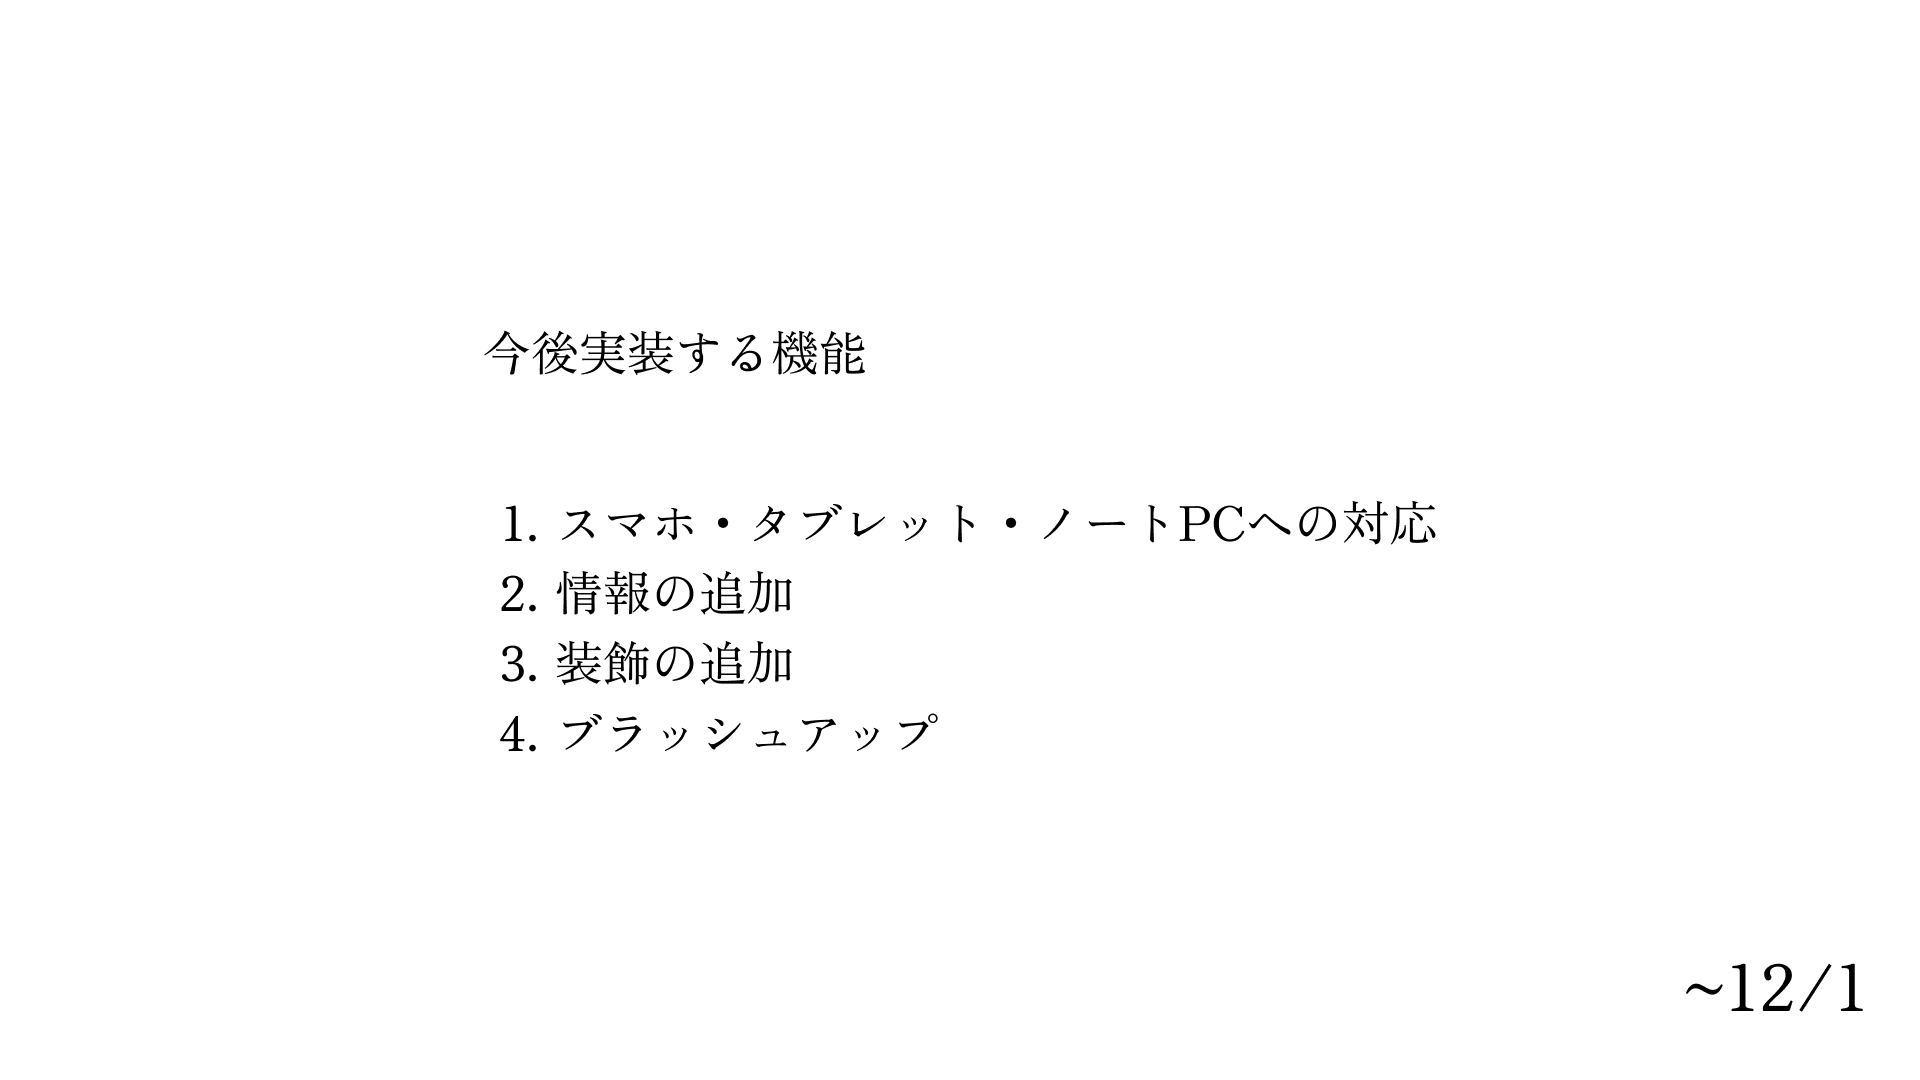 今後実装する機能
1. スマホ・タブレット・ノートPCへの対応
2. 情報の追加
3. 装飾の追加
4. ブラッシュアップ
~12/1